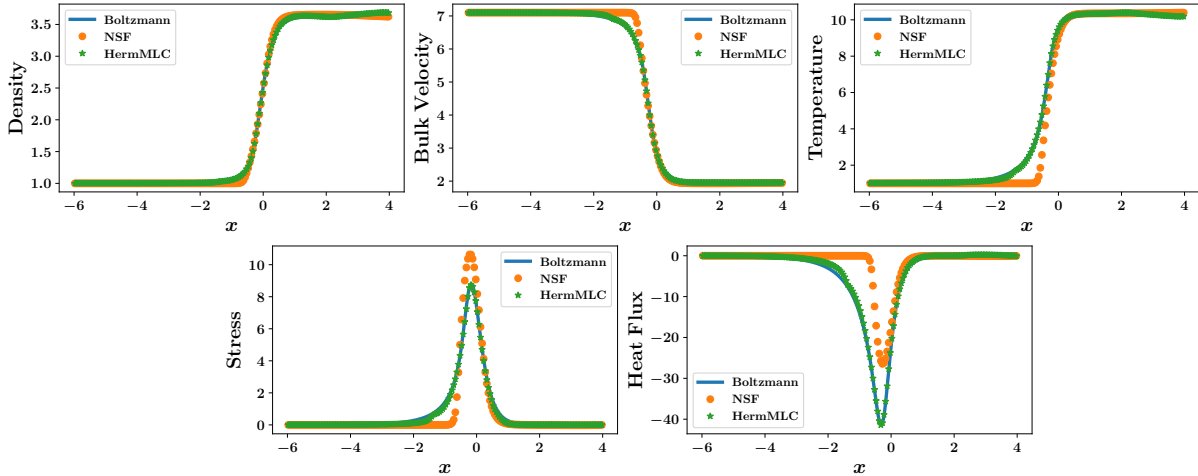 Density
3.5
3.0
2.5
2.0
1.5
1.0
−6 −4 −2 0 2 4
x
Boltzmann
NSF
HermMLC
Bulk Velocity
7
6
5
4
3
2
−6 −4 −2 0 2 4
x
Boltzmann
NSF
HermMLC
Temperature
10
8
6
4
2
−6 −4 −2 0 2 4
x
Boltzmann
NSF
HermMLC
Stress
10
8
6
4
2
0
−6 −4 −2 0 2 4
x
Boltzmann
NSF
HermMLC
Heat Flux
0
−10
−20
−30
−40
−6 −4 −2 0 2 4
x
Boltzmann
NSF
HermMLC